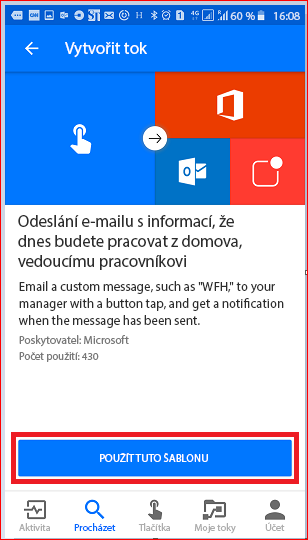 60 % 16:08
Vytvořit tok
Odeslání e-mailu s informací, že
dnes budete pracovat z domova,
vedoucímu pracovníkovi
Email a custom message, such as "WFH," to your
manager with a button tap, and get a notification
when the message has been sent.
Poskytovatel: Microsoft
Počet použití: 430
POUŽÍT TUTO ŠABLONU
Aktivita Procházet Tlačítka Moje toky Účet